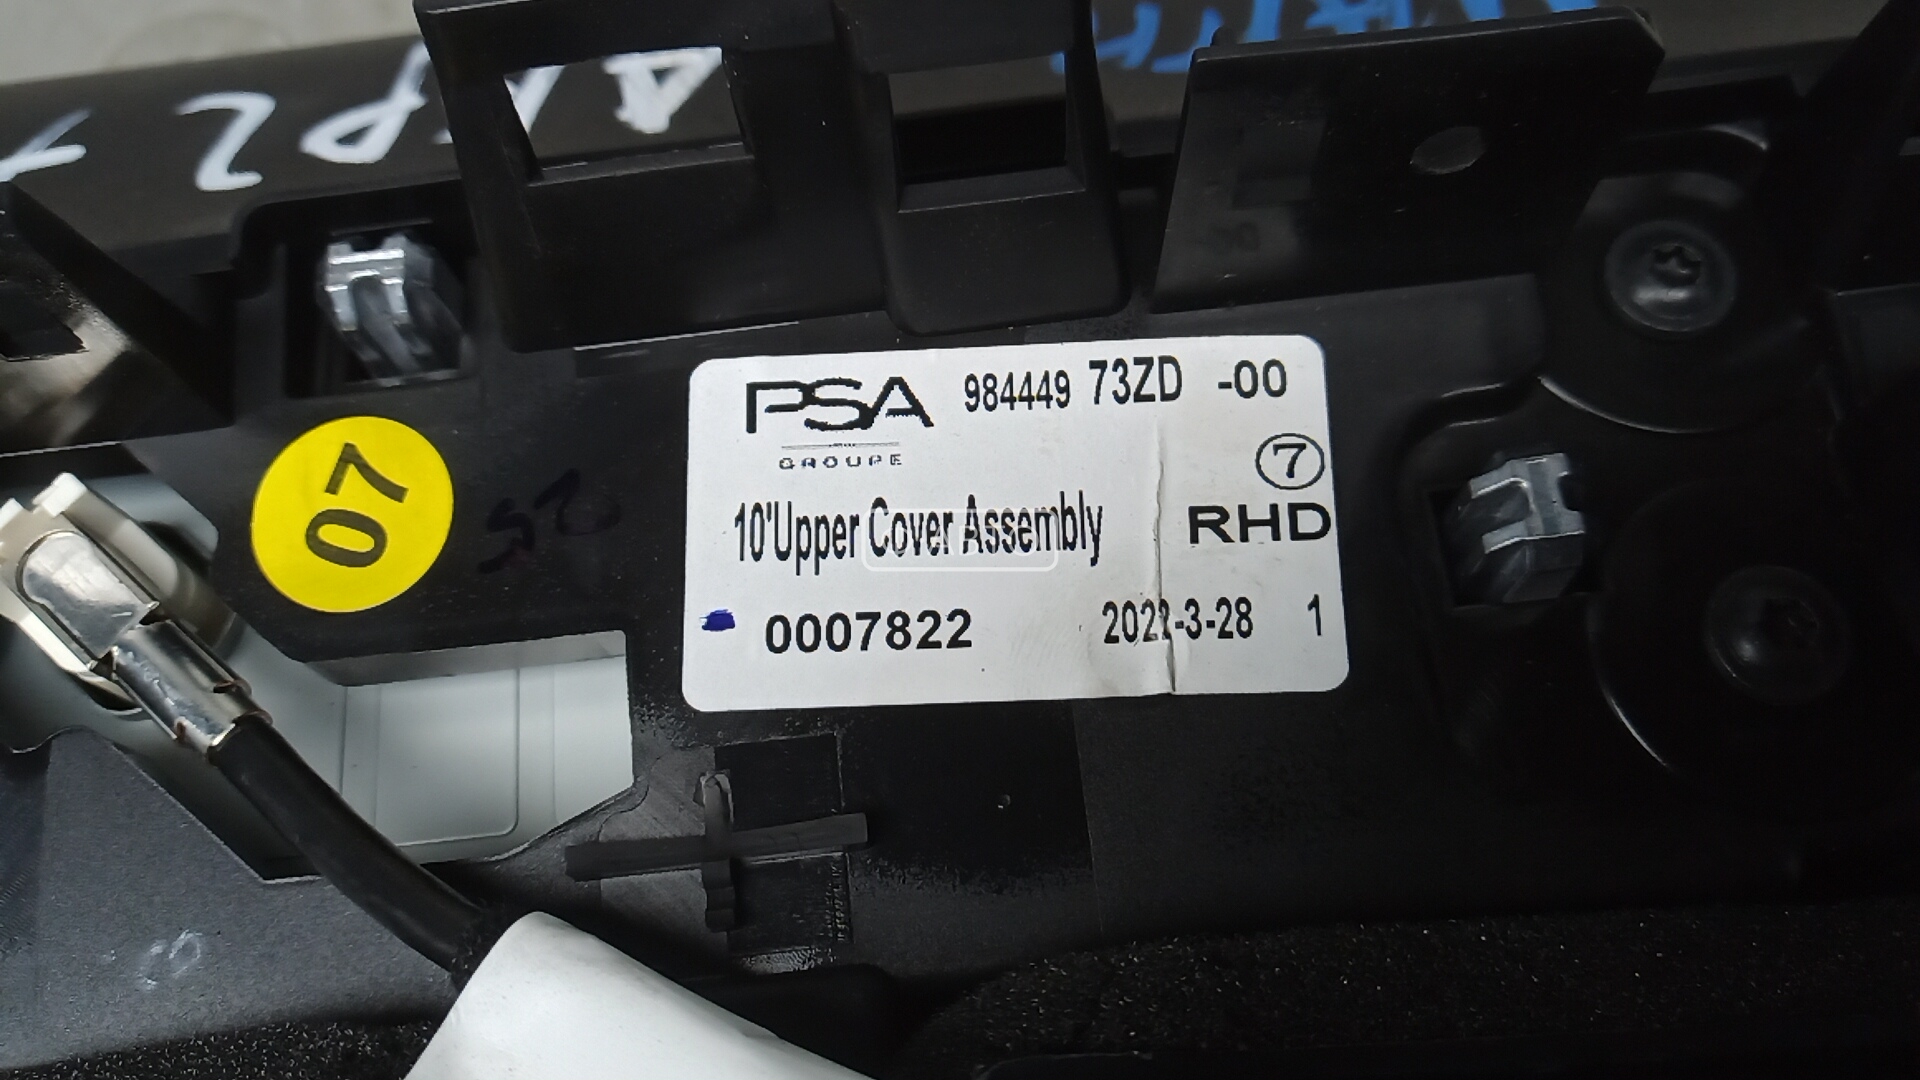 PSA 984449 73ZD -00
GROUPE
7
10'Upper Cover Assembly RHD
0007822 2022-3-28 1
07